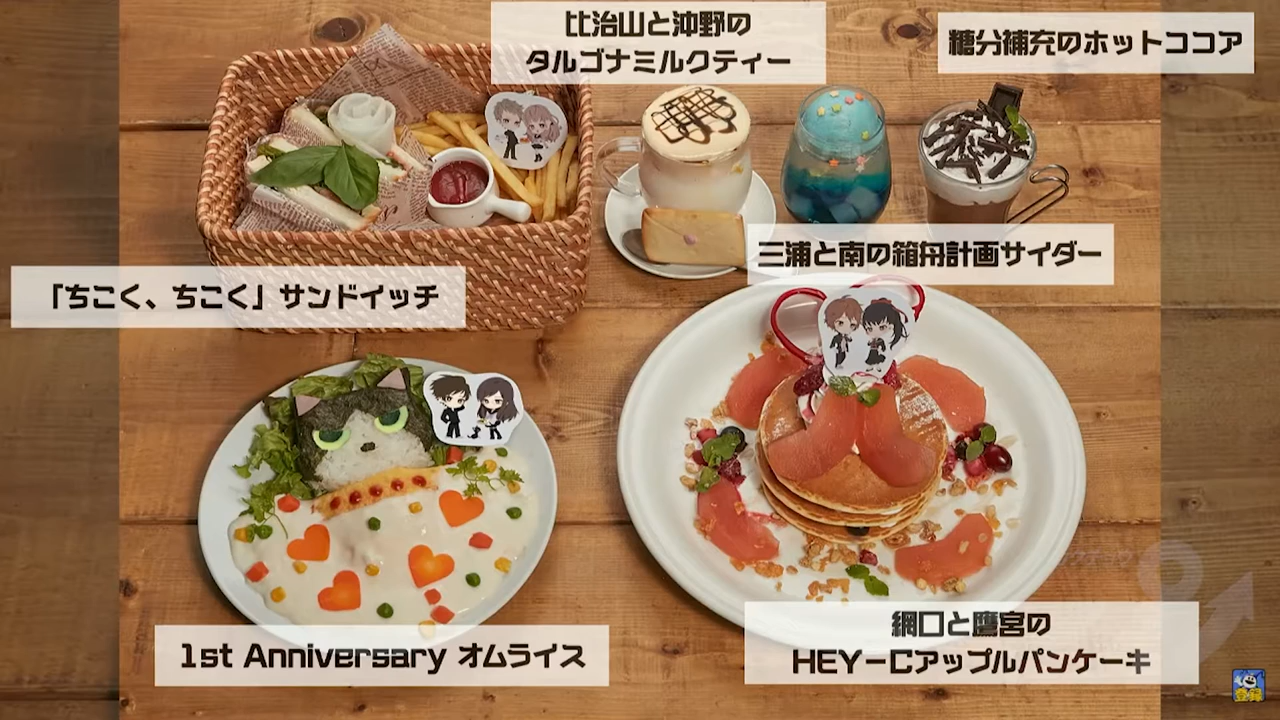 比治山と沖野の
タルゴナミルクティー
糖分補充のホットココア
三浦と南の箱舟計画サイダー
「ちこく、ちこく」サンドイッチ
1st Anniversary オムライス
網口と鷹宮の
HEY－Cアップルパンケーキ
登録